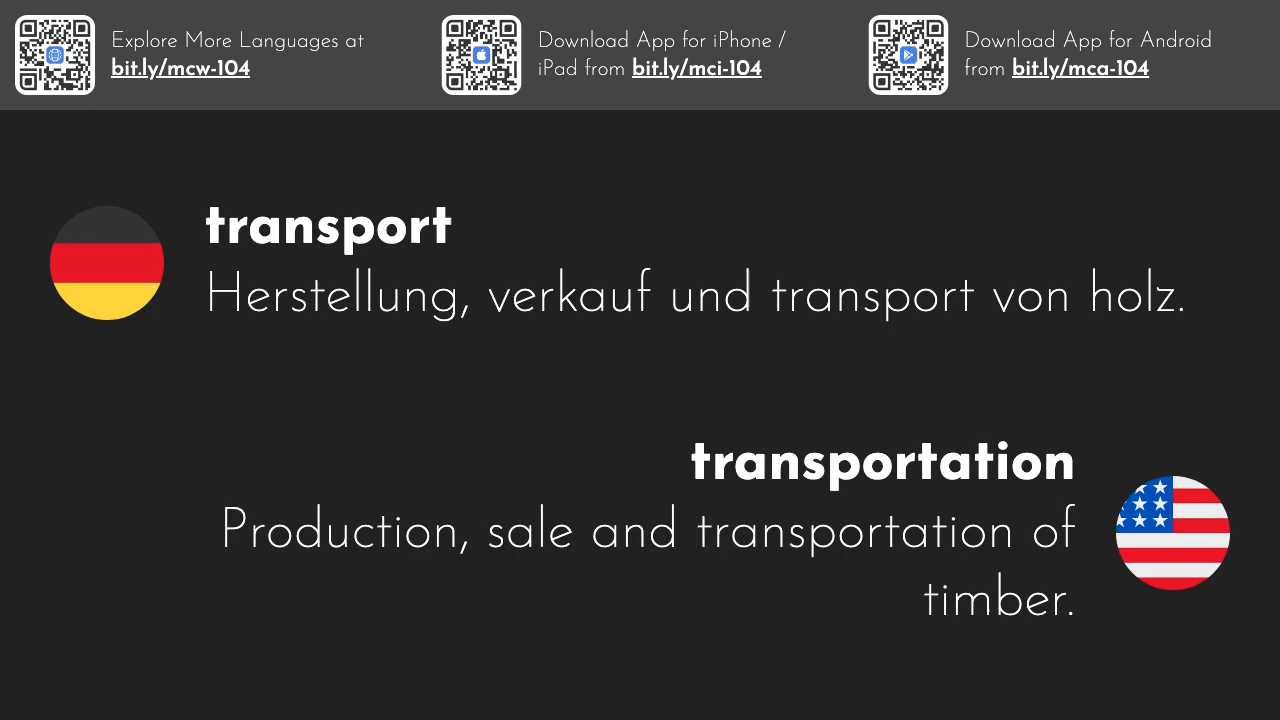 Explore More Languages at
bit.ly/mcw-104
Download App for iPhone /
iPad from bit.ly/mci-104
Download App for Android
from bit.ly/mca-104
transport
Herstellung, verkauf und transport von holz.
transportation
Production, sale and transportation of
timber.